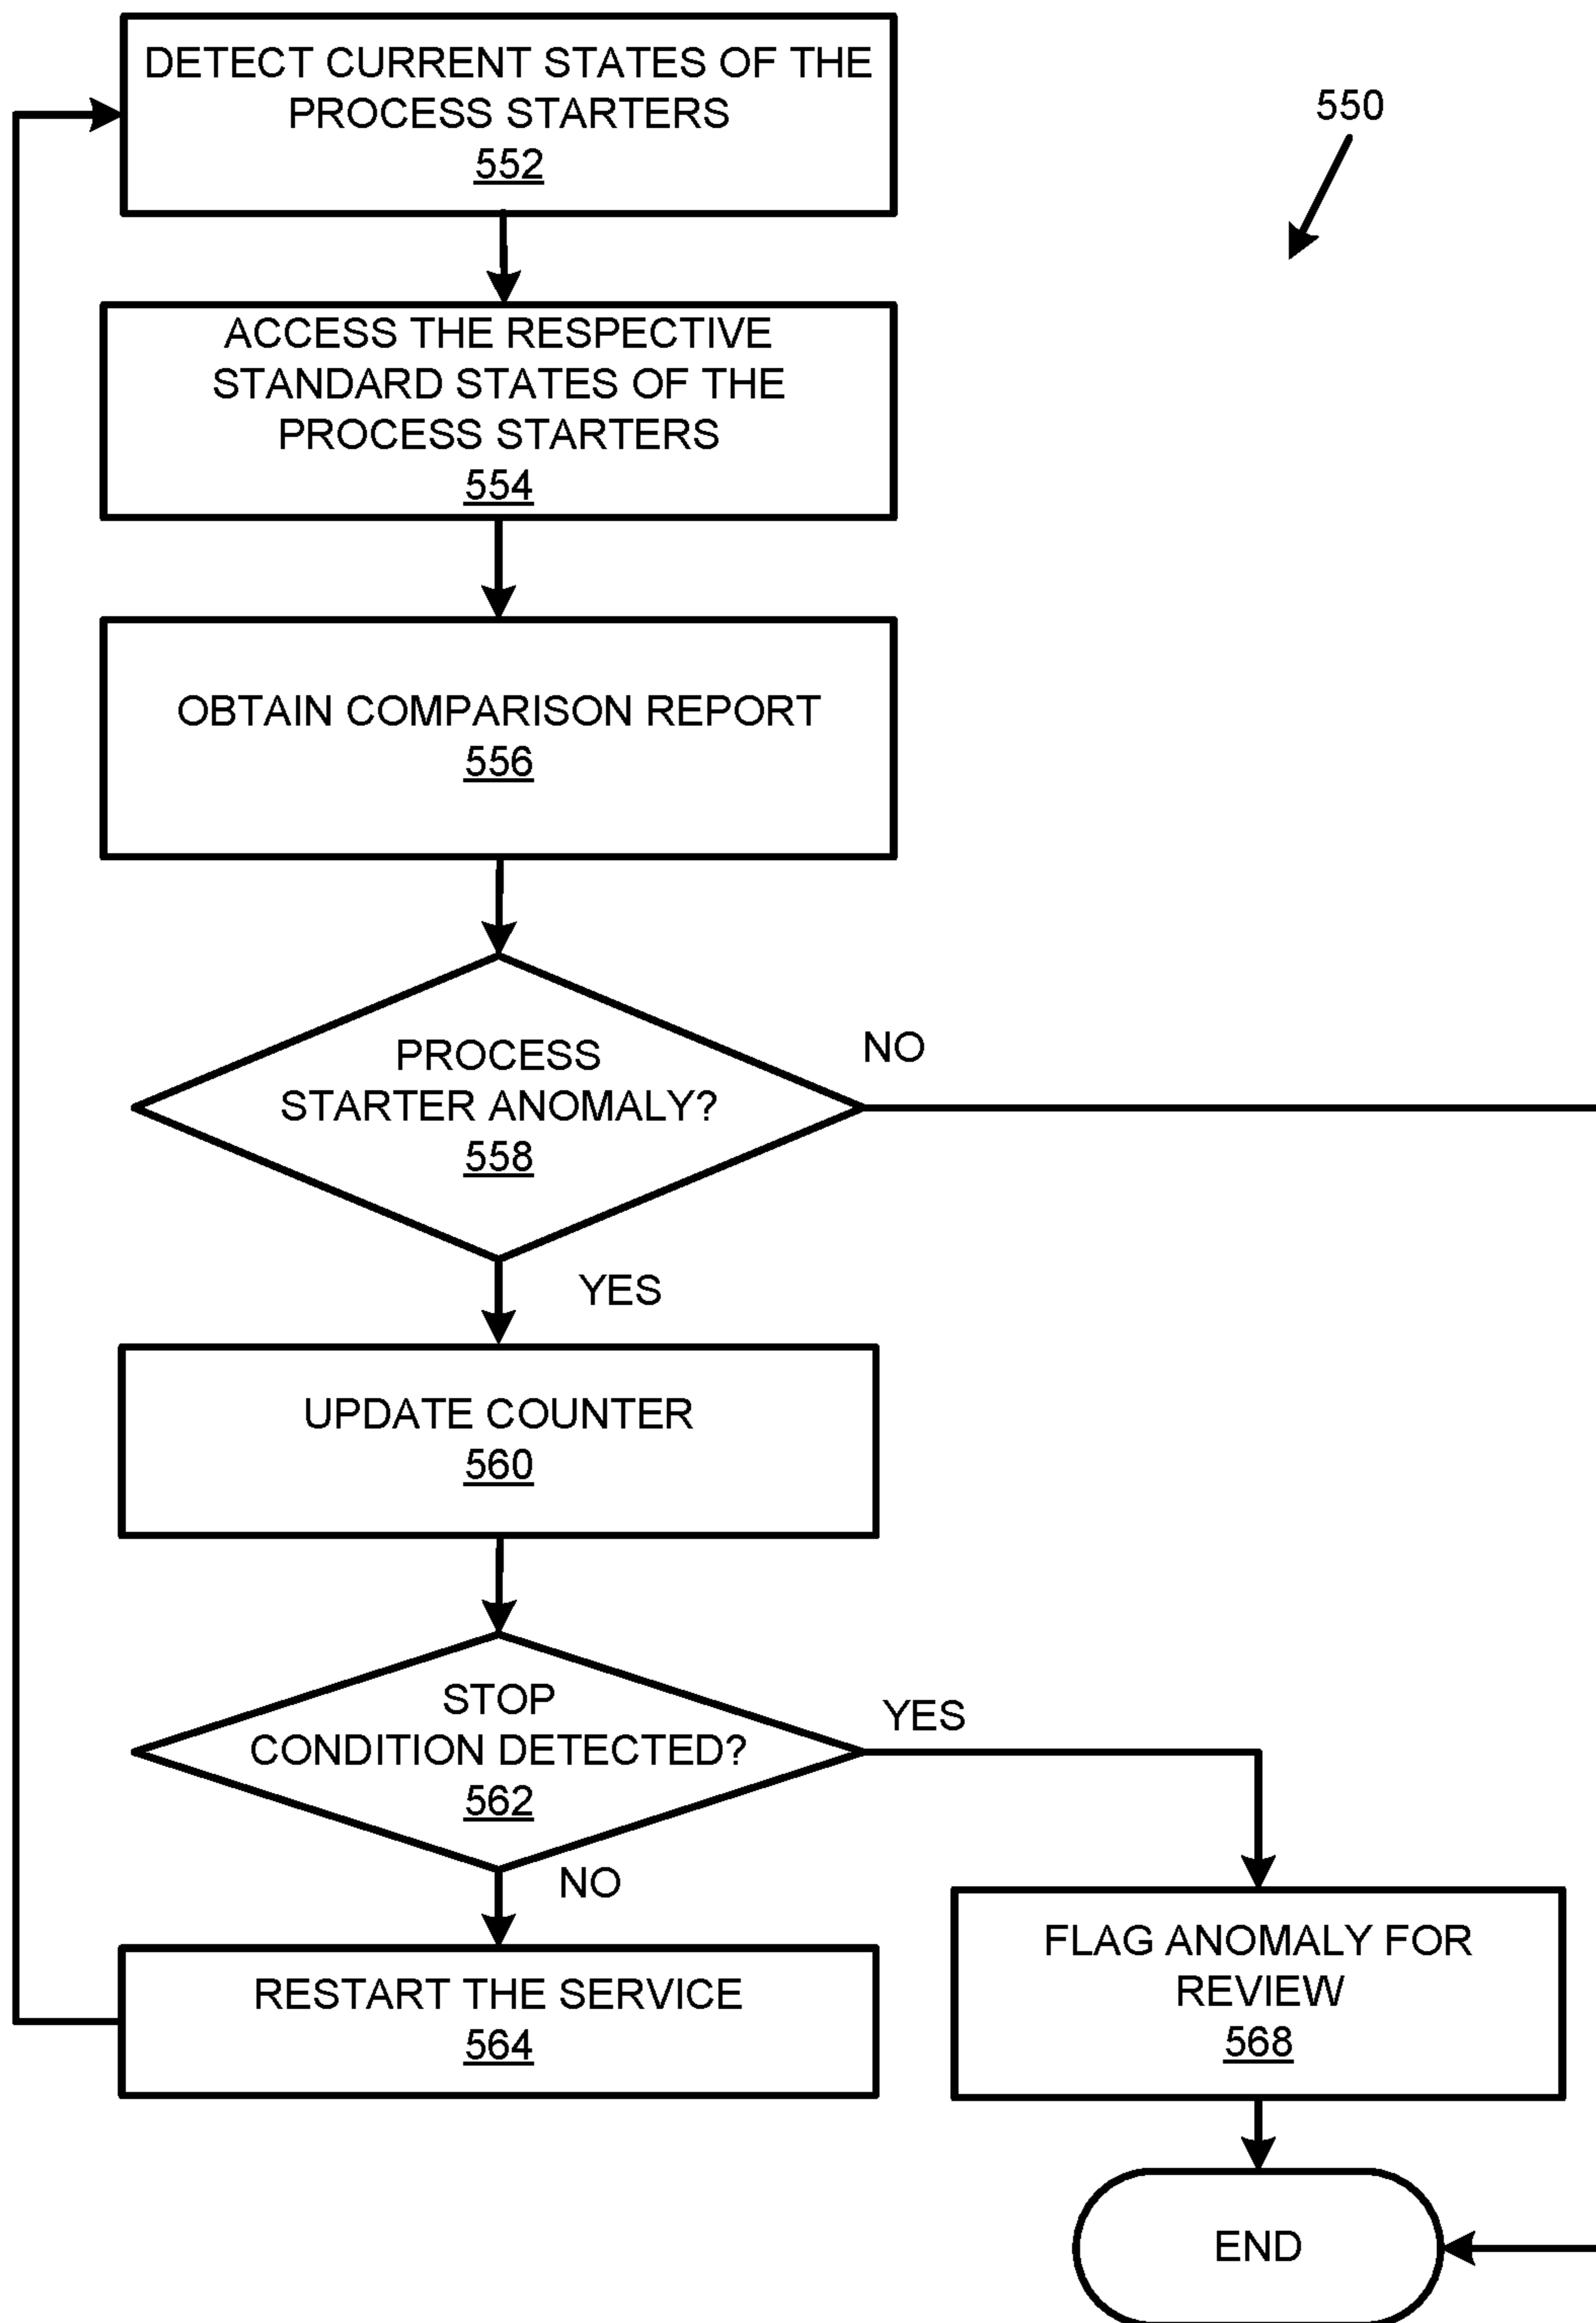 DETECT CURRENT STATES OF THE
PROCESS STARTERS
552
550
ACCESS THE RESPECTIVE
STANDARD STATES OF THE
PROCESS STARTERS
554
OBTAIN COMPARISON REPORT
556
PROCESS
STARTER ANOMALY?
558
NO
YES
UPDATE COUNTER
560
STOP
CONDITION DETECTED?
562
YES
NO
RESTART THE SERVICE
564
FLAG ANOMALY FOR
REVIEW
568
END